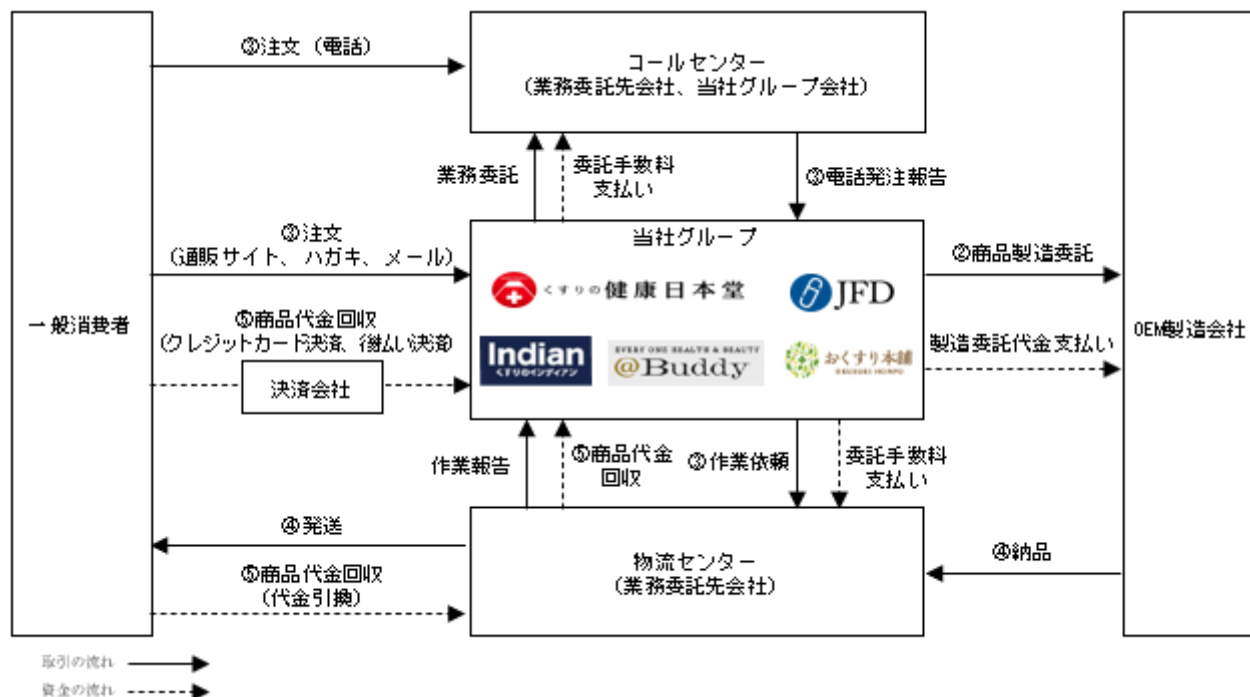 ③注文（電話）
コールセンター
（業務委託先会社、当社グループ会社）
業務委託
委託手数料
支払い
③電話発注報告
③注文
（通販サイト、ハガキ、メール）
当社グループ
くすりの健康日本堂
JFD
②商品製造委託
一般消費者
⑤商品代金回収
（クレジットカード決済、後払い決済）
決済会社
Indian
くすりのインディアン
EVERY ONE HEALTH & BEAUTY
@Buddy
おくすり本舗
OKUSURI HONPO
製造委託代金支払い
OEM製造会社
作業報告
⑤商品代金
回収
③作業依頼
委託手数料
支払い
④発送
物流センター
（業務委託先会社）
④納品
⑤商品代金回収
（代金引換）
取引の流れ
資金の流れ